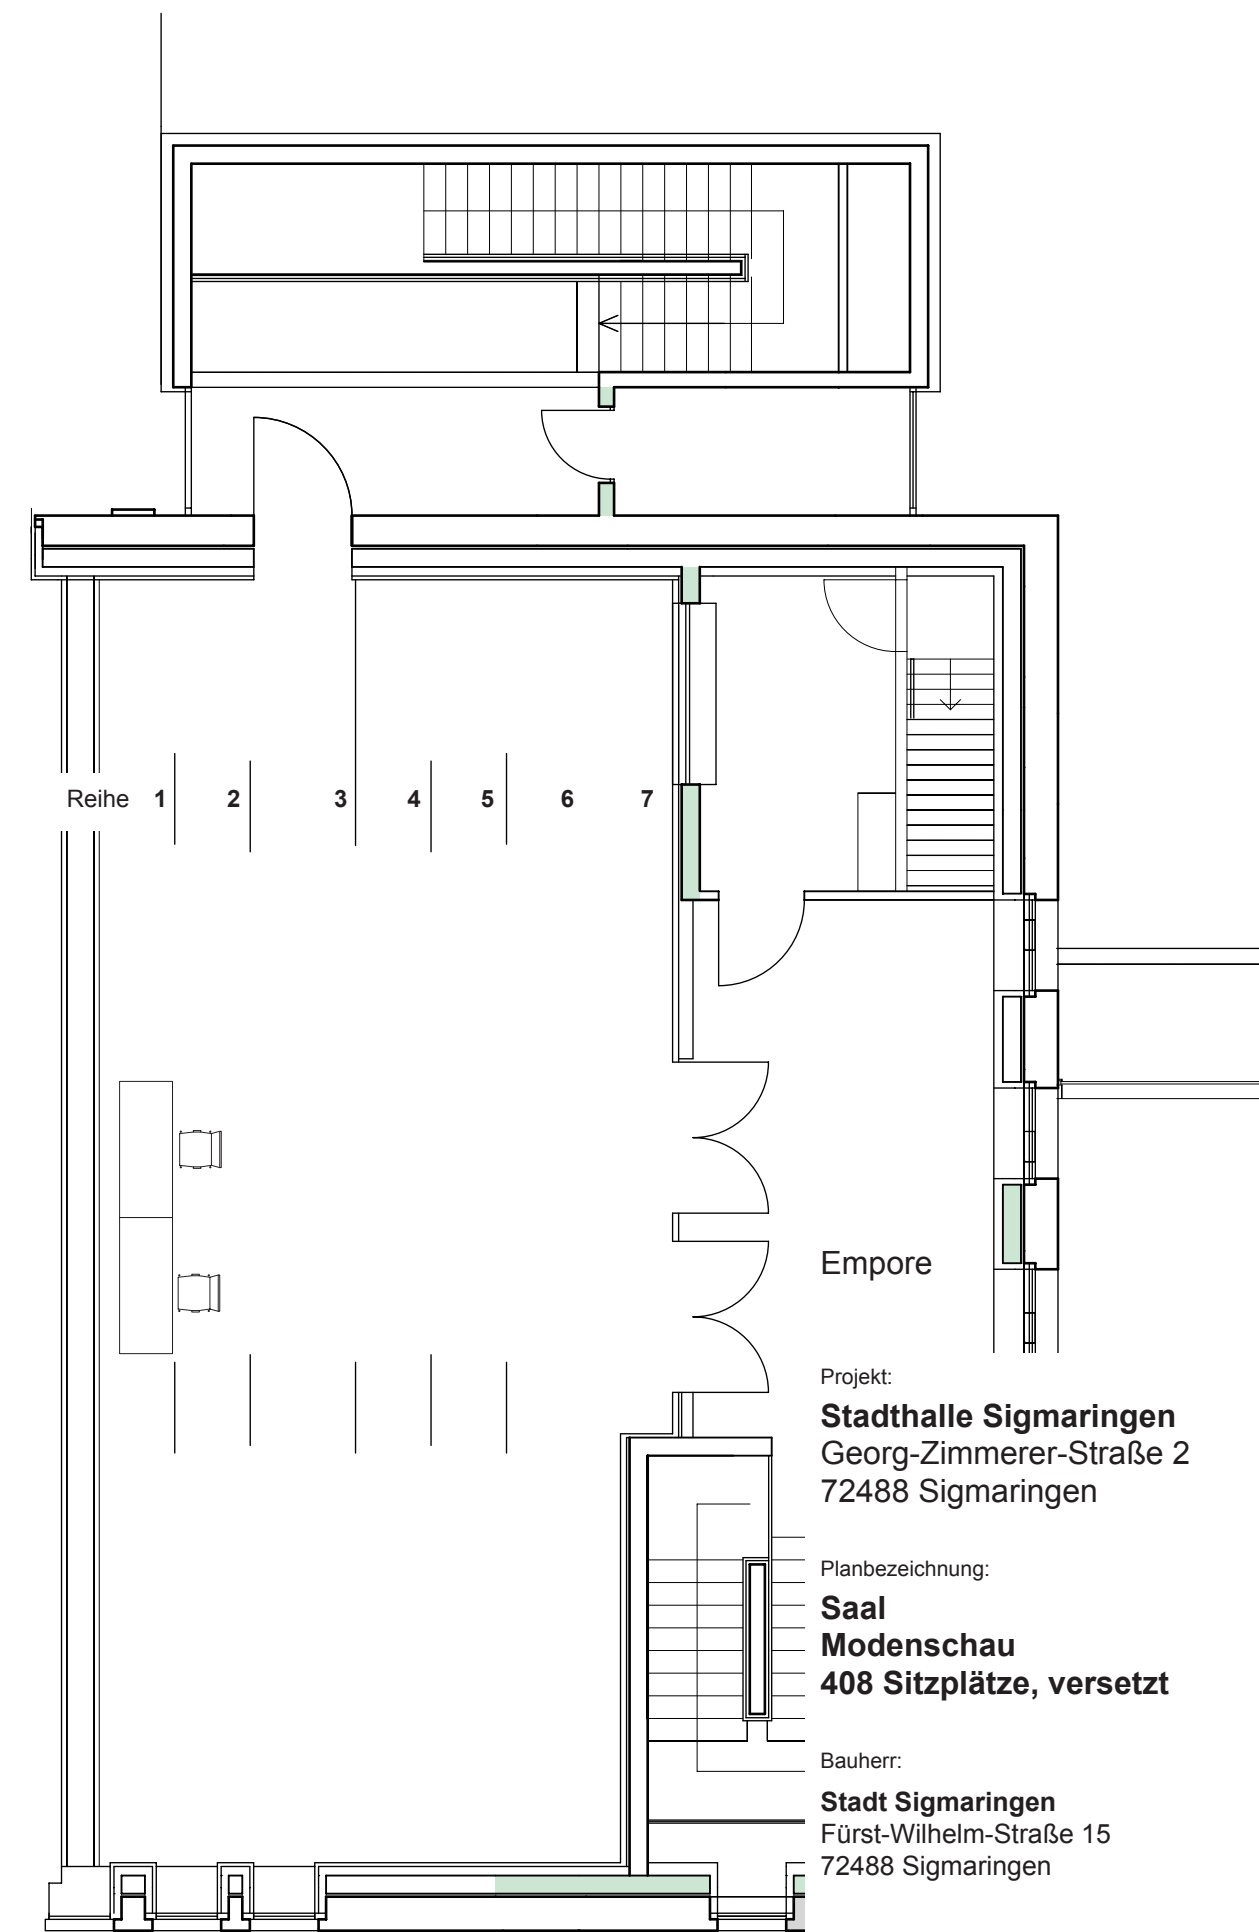 Reihe 1 2 3 4 5 6 7
Empore
Projekt:
Stadthalle Sigmaringen
Georg-Zimmerer-Straße 2
72488 Sigmaringen
Planbezeichnung:
Saal
Modenschau
408 Sitzplätze, versetzt
Bauherr:
Stadt Sigmaringen
Fürst-Wilhelm-Straße 15
72488 Sigmaringen